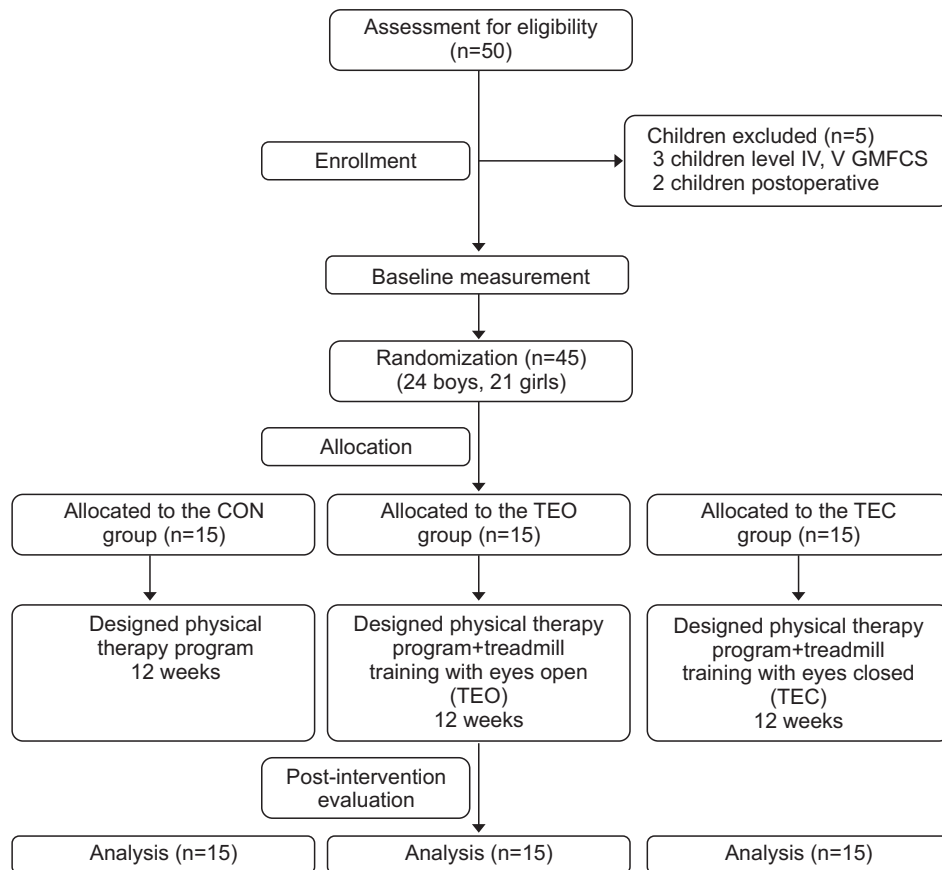 Assessment for eligibility
(n=50)
Enrollment
Children excluded (n=5)
3 children level IV, V GMFCS
2 children postoperative
Baseline measurement
Randomization (n=45)
(24 boys, 21 girls)
Allocation
Allocated to the CON
group (n=15)
Allocated to the TEO
group (n=15)
Allocated to the TEC
group (n=15)
Designed physical
therapy program
12 weeks
Designed physical therapy
program+treadmill
training with eyes open
(TEO)
12 weeks
Designed physical therapy
program+treadmill
training with eyes closed
(TEC)
12 weeks
Post-intervention
evaluation
Analysis (n=15)
Analysis (n=15)
Analysis (n=15)